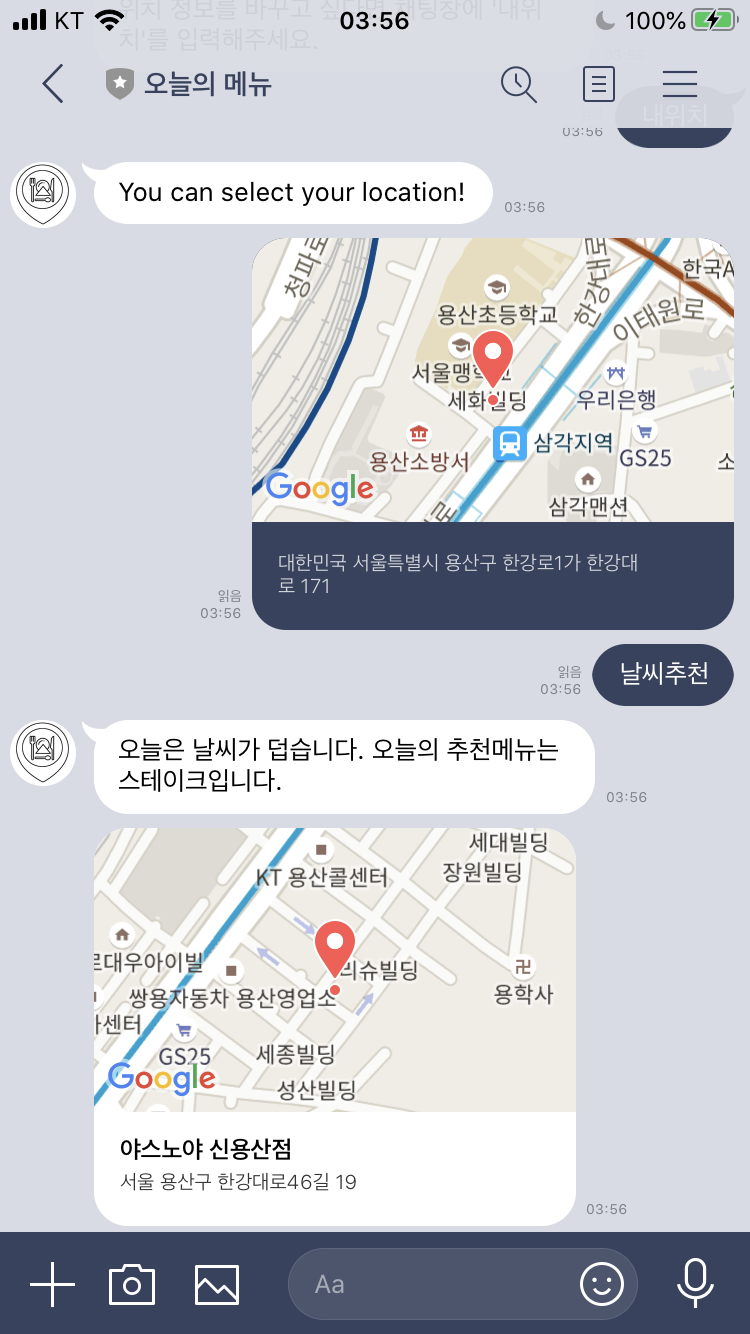 KT
03:56
100%
위치 정보를 바꾸고 싶다면 채팅창에 '내위
치'를 입력해주세요.
오늘의 메뉴
내위치
03:56
You can select your location!
03:56
청파로
한강대로
한국A
용산초등학교
이태원로
서울맹학교
세화빌딩
우리은행
삼각지역
용산소방서
GS25
소
삼각맨션
로
Google
대한민국 서울특별시 용산구 한강로1가 한강대
로 171
읽음
03:56
날씨추천
읽음
03:56
오늘은 날씨가 덥습니다. 오늘의 추천메뉴는
스테이크입니다.
03:56
세대빌딩
KT 용산콜센터
장원빌딩
르대우아이빌
리슈빌딩
쌍용자동차 용산영업소
용학사
가센터
GS25
세종빌딩
Google
성산빌딩
야스노야 신용산점
서울 용산구 한강대로46길 19
03:56
Aa